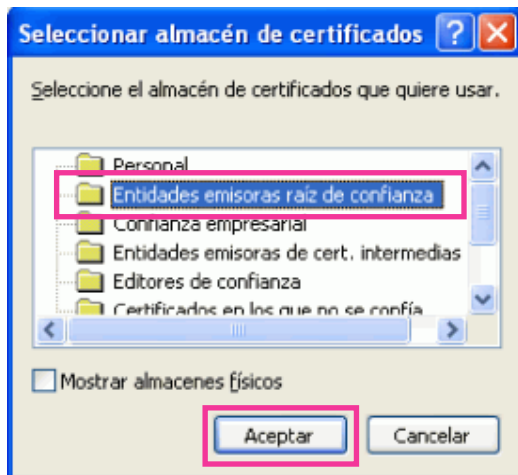 Seleccionar almacén de certificados
Seleccione el almacén de certificados que quiere usar.
Personal
Entidades emisoras raíz de confianza
Confianza empresarial
Entidades emisoras de cert. intermedias
Editores de confianza
Certificados en los que no se confía
Mostrar almacenes físicos
Aceptar Cancelar